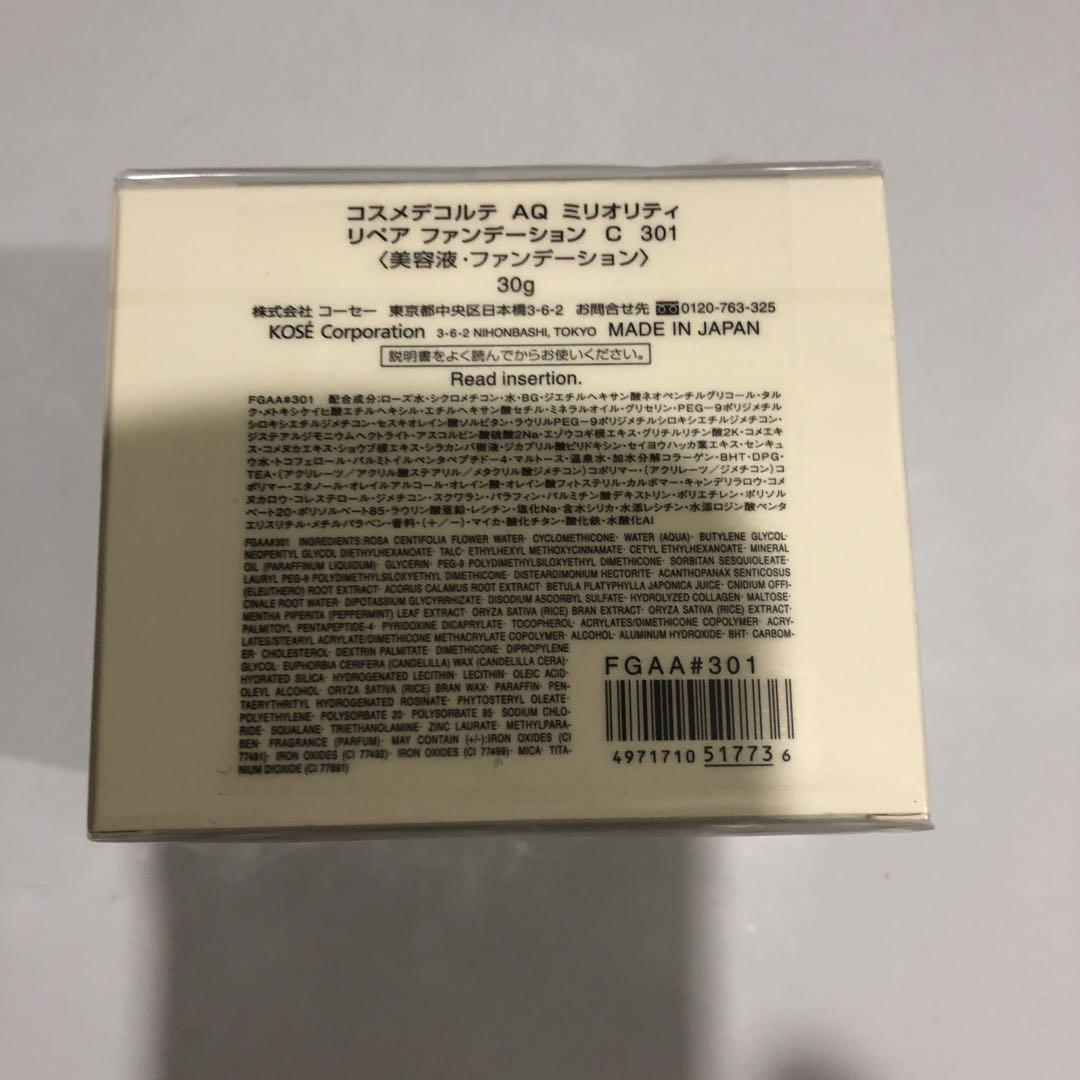 コスメデコルテ AQ ミリオリティ
リペア ファンデーション C 301
〈美容液・ファンデーション〉
30g
株式会社 コーセー 東京都中央区日本橋3-6-2 お問合せ先 0120-763-325
KOSÉ Corporation 3-6-2 NIHONBASHI, TOKYO MADE IN JAPAN
説明書をよく読んでからお使いください。
Read insertion.
FGAA#301 配合成分:ローズ水・シクロメチコン・水・BG・ジエチルヘキサン酸ネオペンチルグリコール・タル
ク・メトキシケイヒ酸エチルヘキシル・エチルヘキサン酸セチル・ミネラルオイル・グリセリン・PEG-9ポリジメチル
シロキシエチルジメチコン・セスキオレイン酸ソルビタン・ラウリルPEG-9ポリジメチルシロキシエチルジメチコン・
ジステアルジモニウムヘクトライト・アスコルビン酸硫酸2Na・エゾウコギ根エキス・グリチルリチン酸2K・コメエキ
ス・コメヌカエキス・ショウブ根エキス・シラカンバ樹液・ジカプリル酸ピリドキシン・セイヨウハッカ葉エキス・センキュ
ウ水・トコフェロール・パルミトイルペンタペプチド-4・マルトース・温泉水・加水分解コラーゲン・BHT・DPG・
TEA・(アクリレーツ/アクリル酸ステアリル/メタクリル酸ジメチコン)コポリマー・(アクリレーツ/ジメチコン)コ
ポリマー・エタノール・オレイルアルコール・オレイン酸・オレイン酸フィトステリル・カルボマー・キャンデリラロウ・コメ
ヌカロウ・コレステロール・ジメチコン・スクワラン・パラフィン・パルミチン酸デキストリン・ポリエチレン・ポリソル
ベート20・ポリソルベート85・ラウリン酸亜鉛・レシチン・塩化Na・含水シリカ・水添レシチン・水添ロジン酸ペンタ
エリスリチル・メチルパラベン・香料・(+/-)・マイカ・酸化チタン・酸化鉄・水酸化Al
FGAA#301 INGREDIENTS:ROSA CENTIFOLIA FLOWER WATER· CYCLOMETHICONE· WATER (AQUA)· BUTYLENE GLYCOL·
NEOPENTYL GLYCOL DIETHYLHEXANOATE· TALC· ETHYLHEXYL METHOXYCINNAMATE· CETYL ETHYLHEXANOATE· MINERAL
OIL (PARAFFINUM LIQUIDUM)· GLYCERIN· PEG-9 POLYDIMETHYLSILOXYETHYL DIMETHICONE· SORBITAN SESQUIOLEATE·
LAURYL PEG-9 POLYDIMETHYLSILOXYETHYL DIMETHICONE· DISTEARDIMONIUM HECTORITE· ACANTHOPANAX SENTICOSUS
(ELEUTHERO) ROOT EXTRACT· ACORUS CALAMUS ROOT EXTRACT· BETULA PLATYPHYLLA JAPONICA JUICE· CNIDIUM OFFI-
CINALE ROOT WATER· DIPOTASSIUM GLYCYRRHIZATE· DISODIUM ASCORBYL SULFATE· HYDROLYZED COLLAGEN· MALTOSE·
MENTHA PIPERITA (PEPPERMINT) LEAF EXTRACT· ORYZA SATIVA (RICE) BRAN EXTRACT· ORYZA SATIVA (RICE) EXTRACT·
PALMITOYL PENTAPEPTIDE-4· PYRIDOXINE DICAPRYLATE· TOCOPHEROL· ACRYLATES/DIMETHICONE COPOLYMER· ACRY-
LATES/STEARYL ACRYLATE/DIMETHICONE METHACRYLATE COPOLYMER· ALCOHOL· ALUMINUM HYDROXIDE· BHT· CARBOM-
ER· CHOLESTEROL· DEXTRIN PALMITATE· DIMETHICONE· DIPROPYLENE
GLYCOL· EUPHORBIA CERIFERA (CANDELILLA) WAX (CANDELILLA CERA)·
HYDRATED SILICA· HYDROGENATED LECITHIN· LECITHIN· OLEIC ACID·
OLEYL ALCOHOL· ORYZA SATIVA (RICE) BRAN WAX· PARAFFIN· PEN-
TAERYTHRITYL HYDROGENATED ROSINATE· PHYTOSTERYL OLEATE·
POLYETHYLENE· POLYSORBATE 20· POLYSORBATE 85· SODIUM CHLO-
RIDE· SQUALANE· TRIETHANOLAMINE· ZINC LAURATE· METHYLPARA-
BEN· FRAGRANCE (PARFUM)· MAY CONTAIN (+/-):IRON OXIDES (CI
77491)· IRON OXIDES (CI 77492)· IRON OXIDES (CI 77499)· MICA· TITA-
NIUM DIOXIDE (CI 77891)
FGAA#301
4971710 51773 6